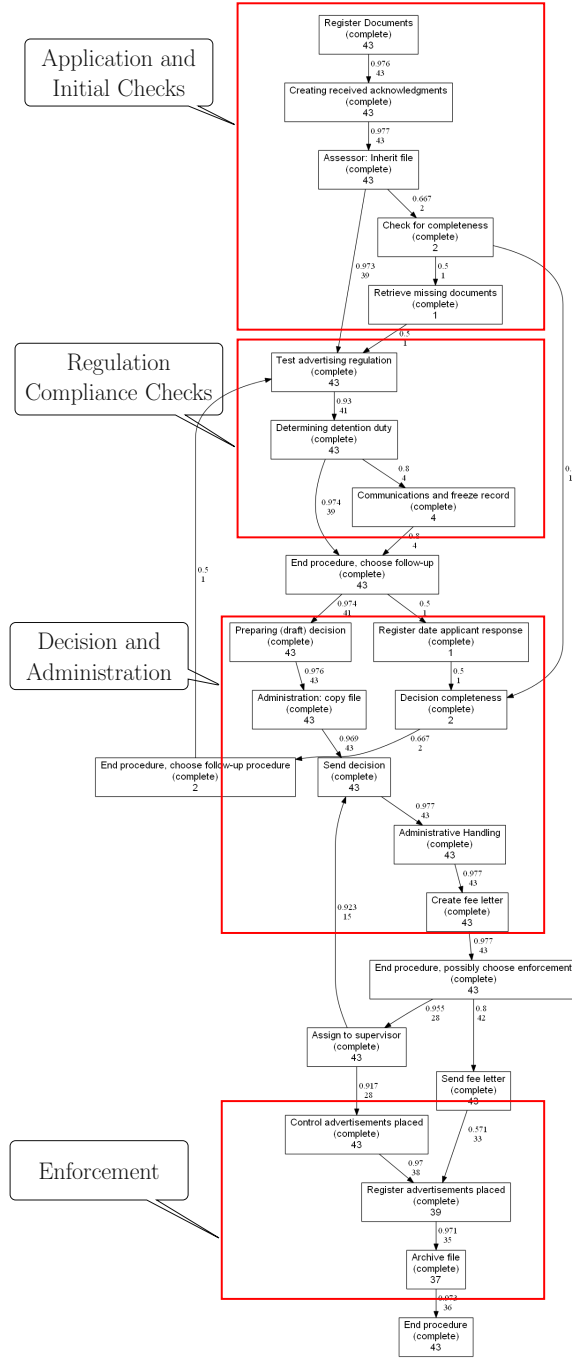 Application and
Initial Checks
Register Documents
(complete)
43
0.976
43
Creating received acknowledgments
(complete)
43
0.977
43
Assessor: Inherit file
(complete)
43
0.667
2
Check for completeness
(complete)
2
0.973
39
0.5
1
Retrieve missing documents
(complete)
1
0.5
1
Regulation
Compliance Checks
Test advertising regulation
(complete)
43
0.93
41
Determining detention duty
(complete)
43
0.8
4
0.974
39
Communications and freeze record
(complete)
4
0.8
4
End procedure, choose follow-up
(complete)
43
0.5
1
0.974
41
0.5
1
Decision and
Administration
Preparing (draft) decision
(complete)
43
Register date applicant response
(complete)
1
0.976
43
0.5
1
Administration: copy file
(complete)
43
Decision completeness
(complete)
2
0.969
43
0.667
2
End procedure, choose follow-up procedure
(complete)
2
Send decision
(complete)
43
0.977
43
Administrative Handling
(complete)
43
0.977
43
Create fee letter
(complete)
43
0.923
15
0.977
43
End procedure, possibly choose enforcement
(complete)
43
0.955
28
0.8
42
Assign to supervisor
(complete)
43
0.917
28
Send fee letter
(complete)
43
Enforcement
Control advertisements placed
(complete)
43
0.571
33
0.97
38
Register advertisements placed
(complete)
39
0.971
35
Archive file
(complete)
37
0.973
36
End procedure
(complete)
43